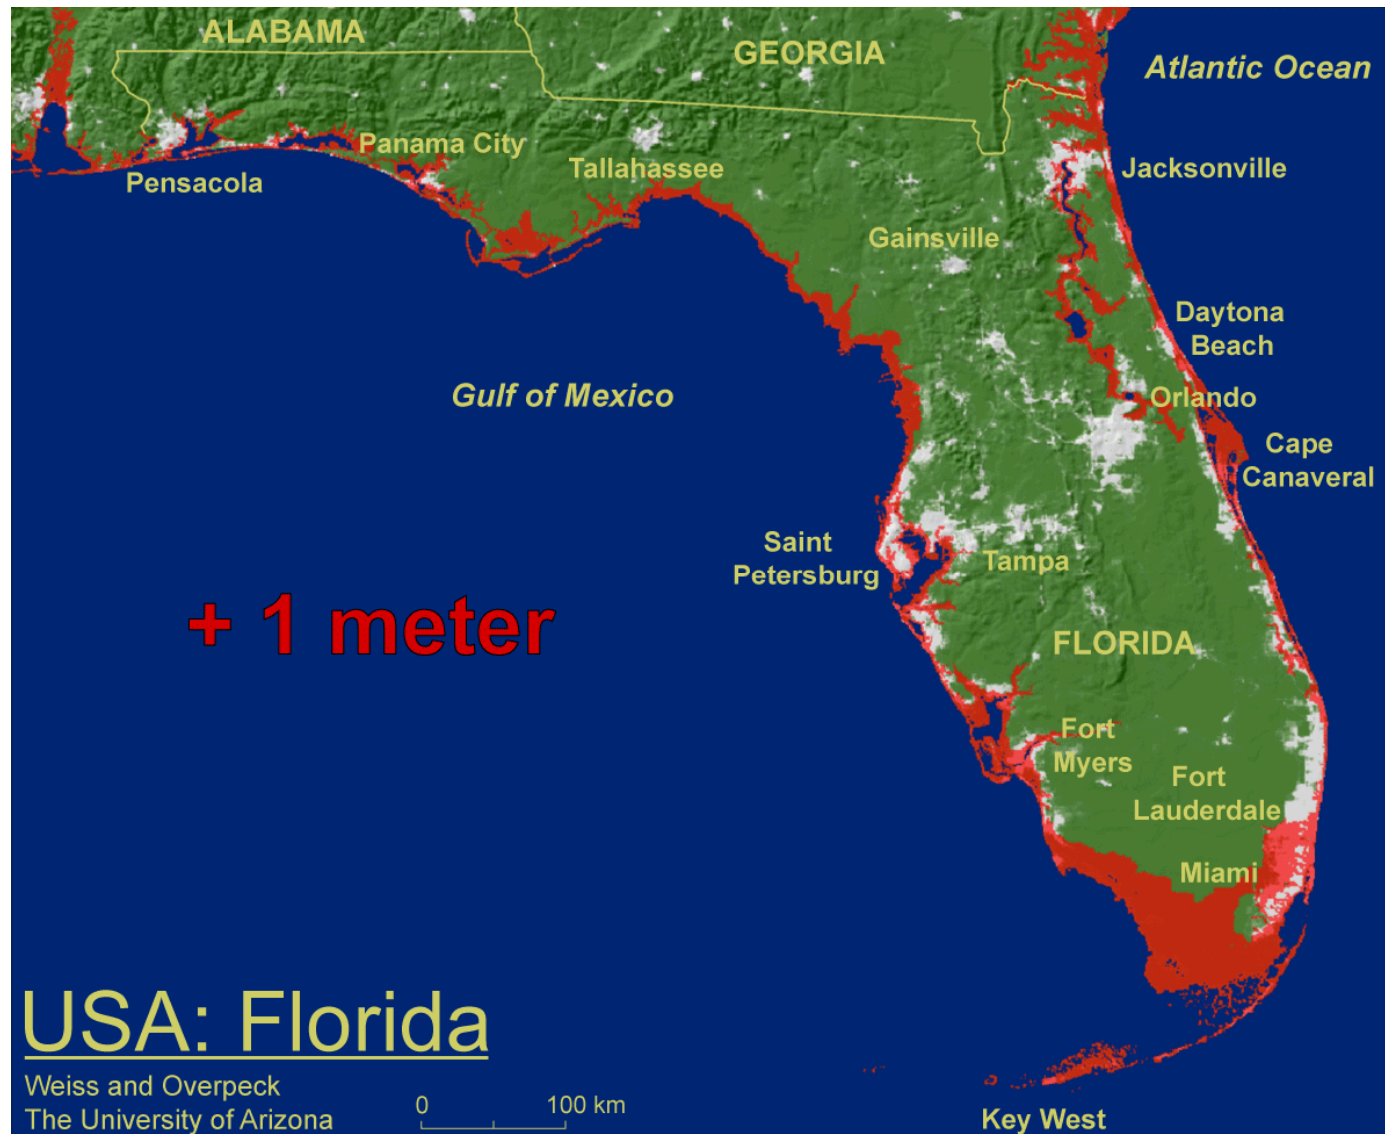 ALABAMA
GEORGIA
Atlantic Ocean
Panama City
Tallahassee
Jacksonville
Pensacola
Gainsville
Daytona
Beach
Gulf of Mexico
Orlando
Cape
Canaveral
Saint
Petersburg
Tampa
+ 1 meter
FLORIDA
Fort
Myers
Fort
Lauderdale
Miami
USA: Florida
Weiss and Overpeck
The University of Arizona
0 100 km
Key West